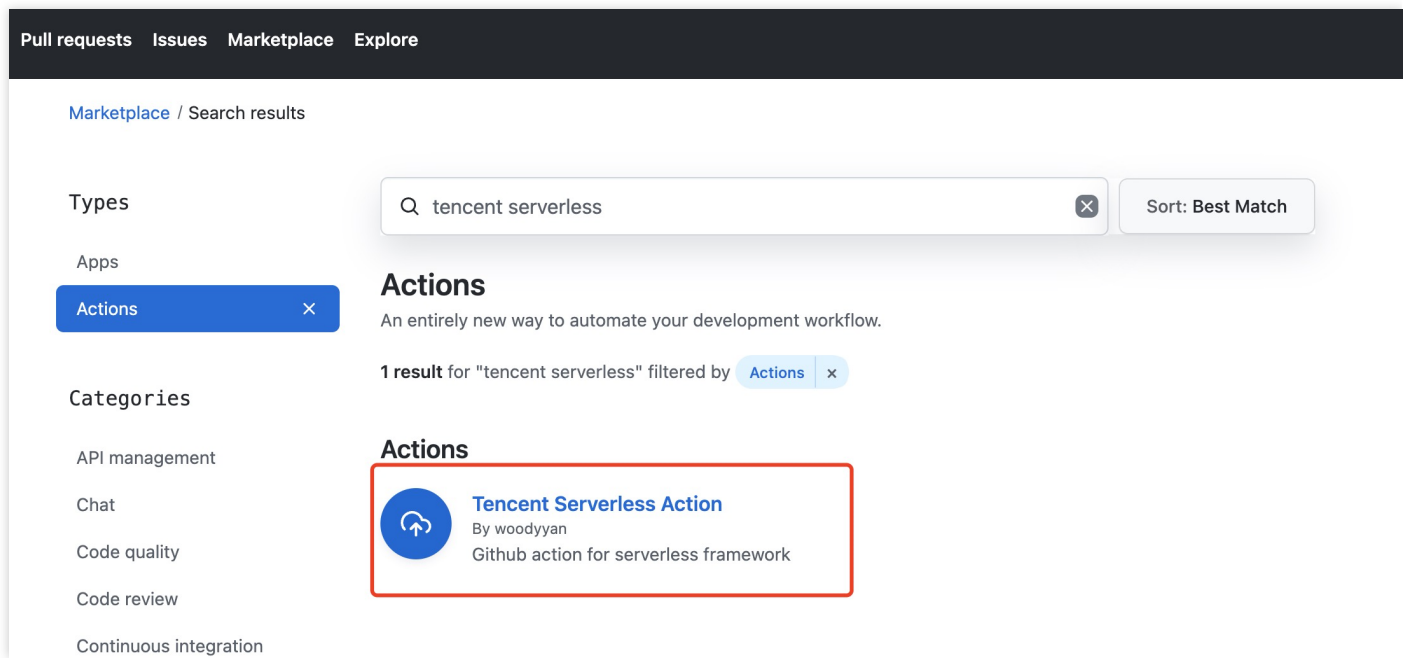 Pull requests Issues Marketplace Explore
Marketplace / Search results
Types
Apps
Actions
Categories
API management
Chat
Code quality
Code review
Continuous integration
tencent serverless
Sort: Best Match
Actions
An entirely new way to automate your development workflow.
1 result for "tencent serverless" filtered by Actions ×
Actions
Tencent Serverless Action
By woodyyan
Github action for serverless framework